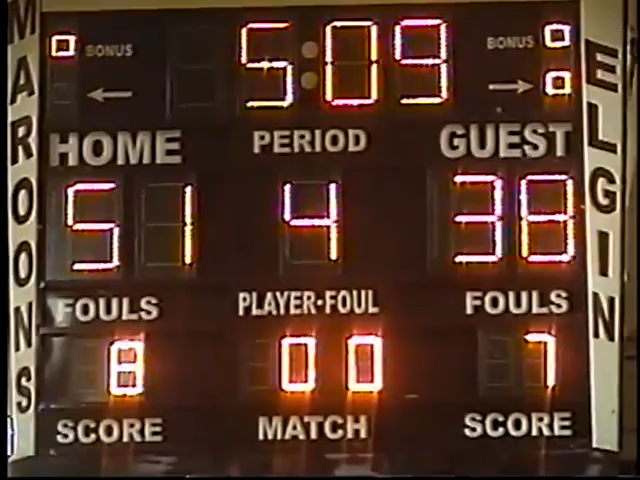 MAROONS
BONUS 5:09 BONUS
HOME PERIOD GUEST
51 4 38
FOULS PLAYER·FOUL FOULS
8 00 7
SCORE MATCH SCORE
ELGIN